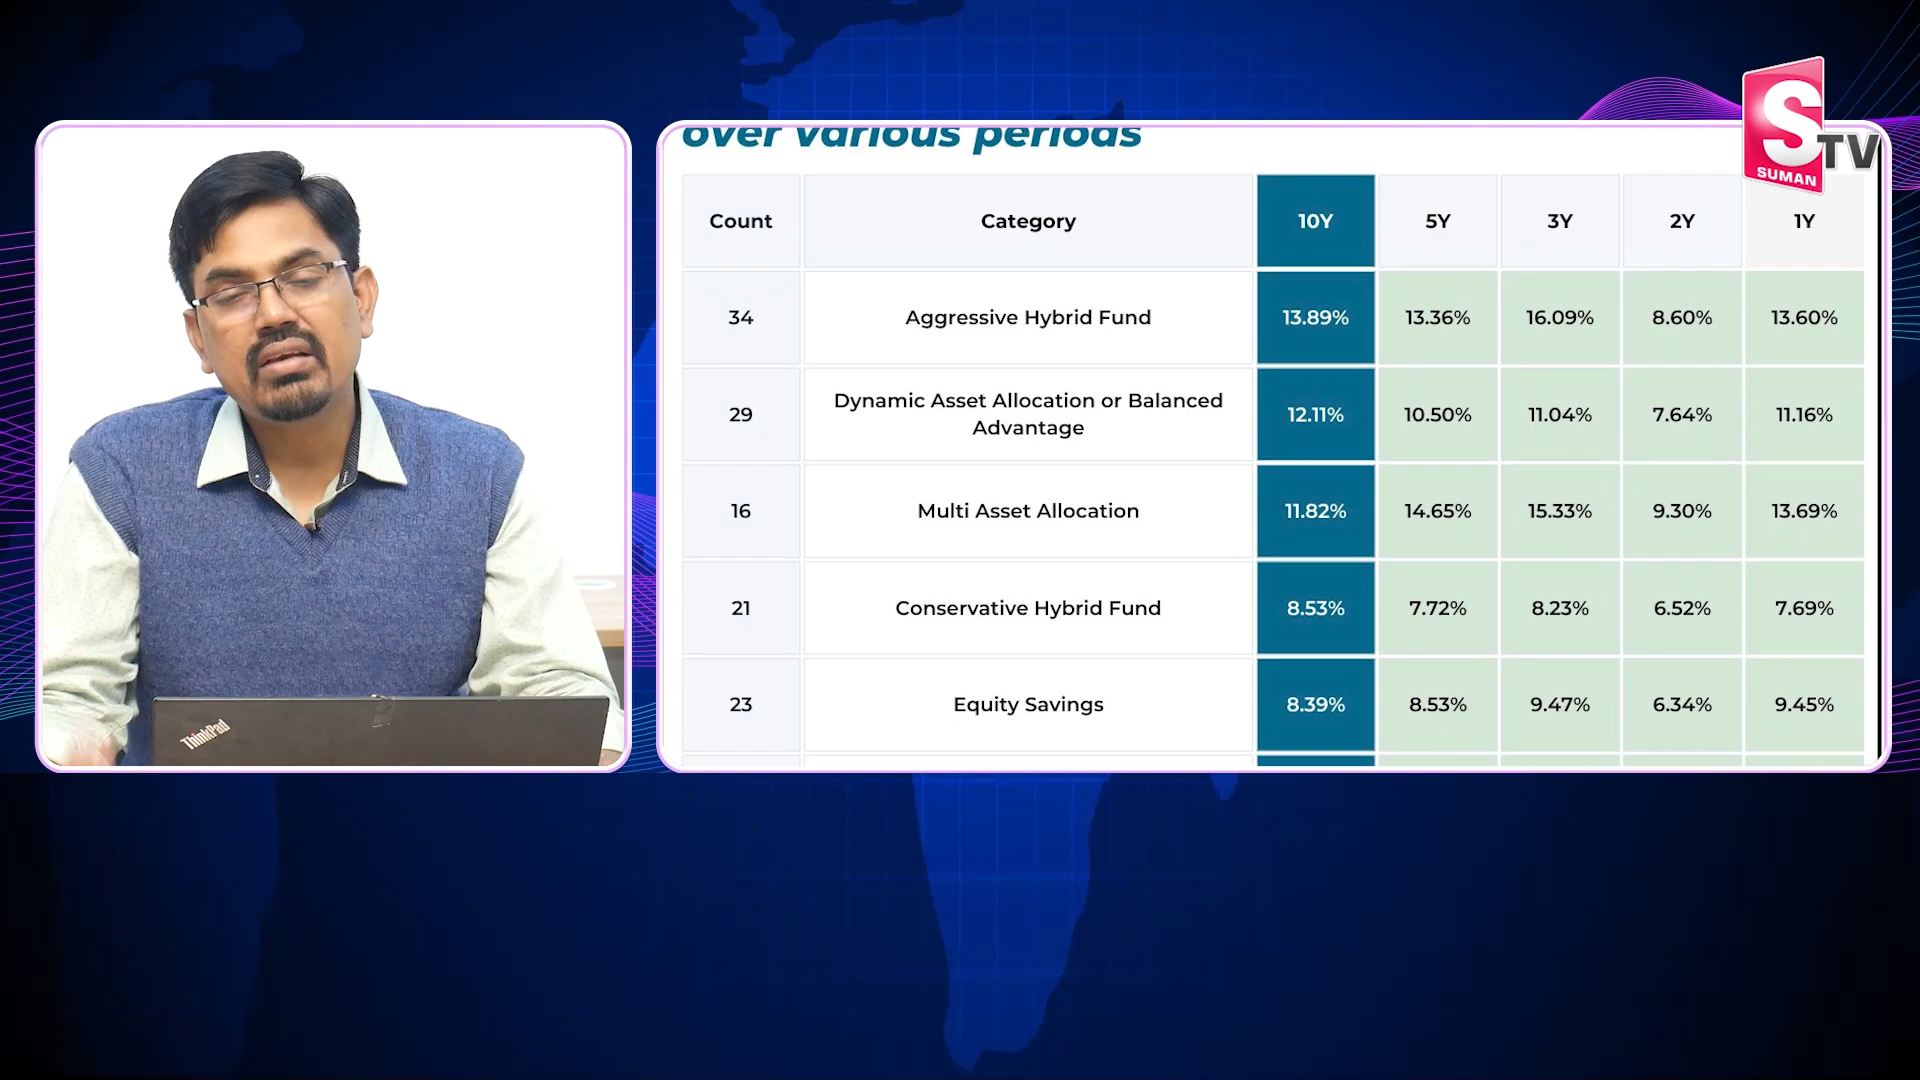 over various periods
S
TV
SUMAN
Count Category 10Y 5Y 3Y 2Y 1Y
34 Aggressive Hybrid Fund 13.89% 13.36% 16.09% 8.60% 13.60%
29 Dynamic Asset Allocation or Balanced
Advantage 12.11% 10.50% 11.04% 7.64% 11.16%
16 Multi Asset Allocation 11.82% 14.65% 15.33% 9.30% 13.69%
21 Conservative Hybrid Fund 8.53% 7.72% 8.23% 6.52% 7.69%
23 Equity Savings 8.39% 8.53% 9.47% 6.34% 9.45%
ThinkPad